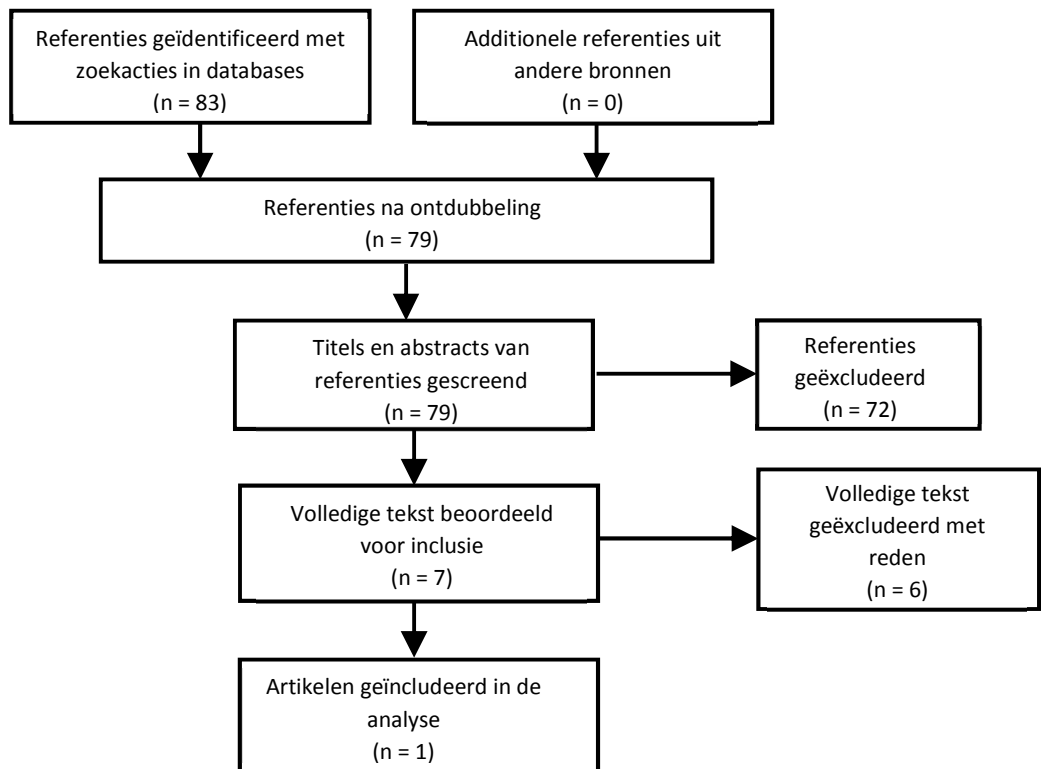 Referenties geïdentificeerd met
zoekacties in databases
(n = 83)
Additionele referenties uit
andere bronnen
(n = 0)
Referenties na ontdubbeling
(n = 79)
Titels en abstracts van
referenties gescreend
(n = 79)
Referenties
geëxcludeerd
(n = 72)
Volledige tekst beoordeeld
voor inclusie
(n = 7)
Volledige tekst
geëxcludeerd met
reden
(n = 6)
Artikelen geïncludeerd in de
analyse
(n = 1)